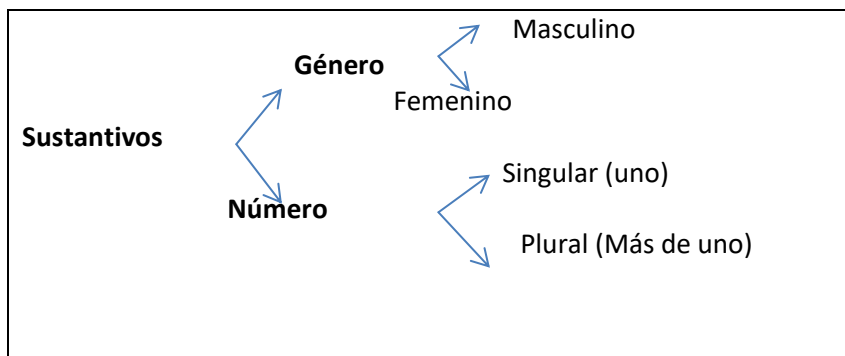 Masculino
Género
Femenino
Sustantivos
Singular (uno)
Número
Plural (Más de uno)